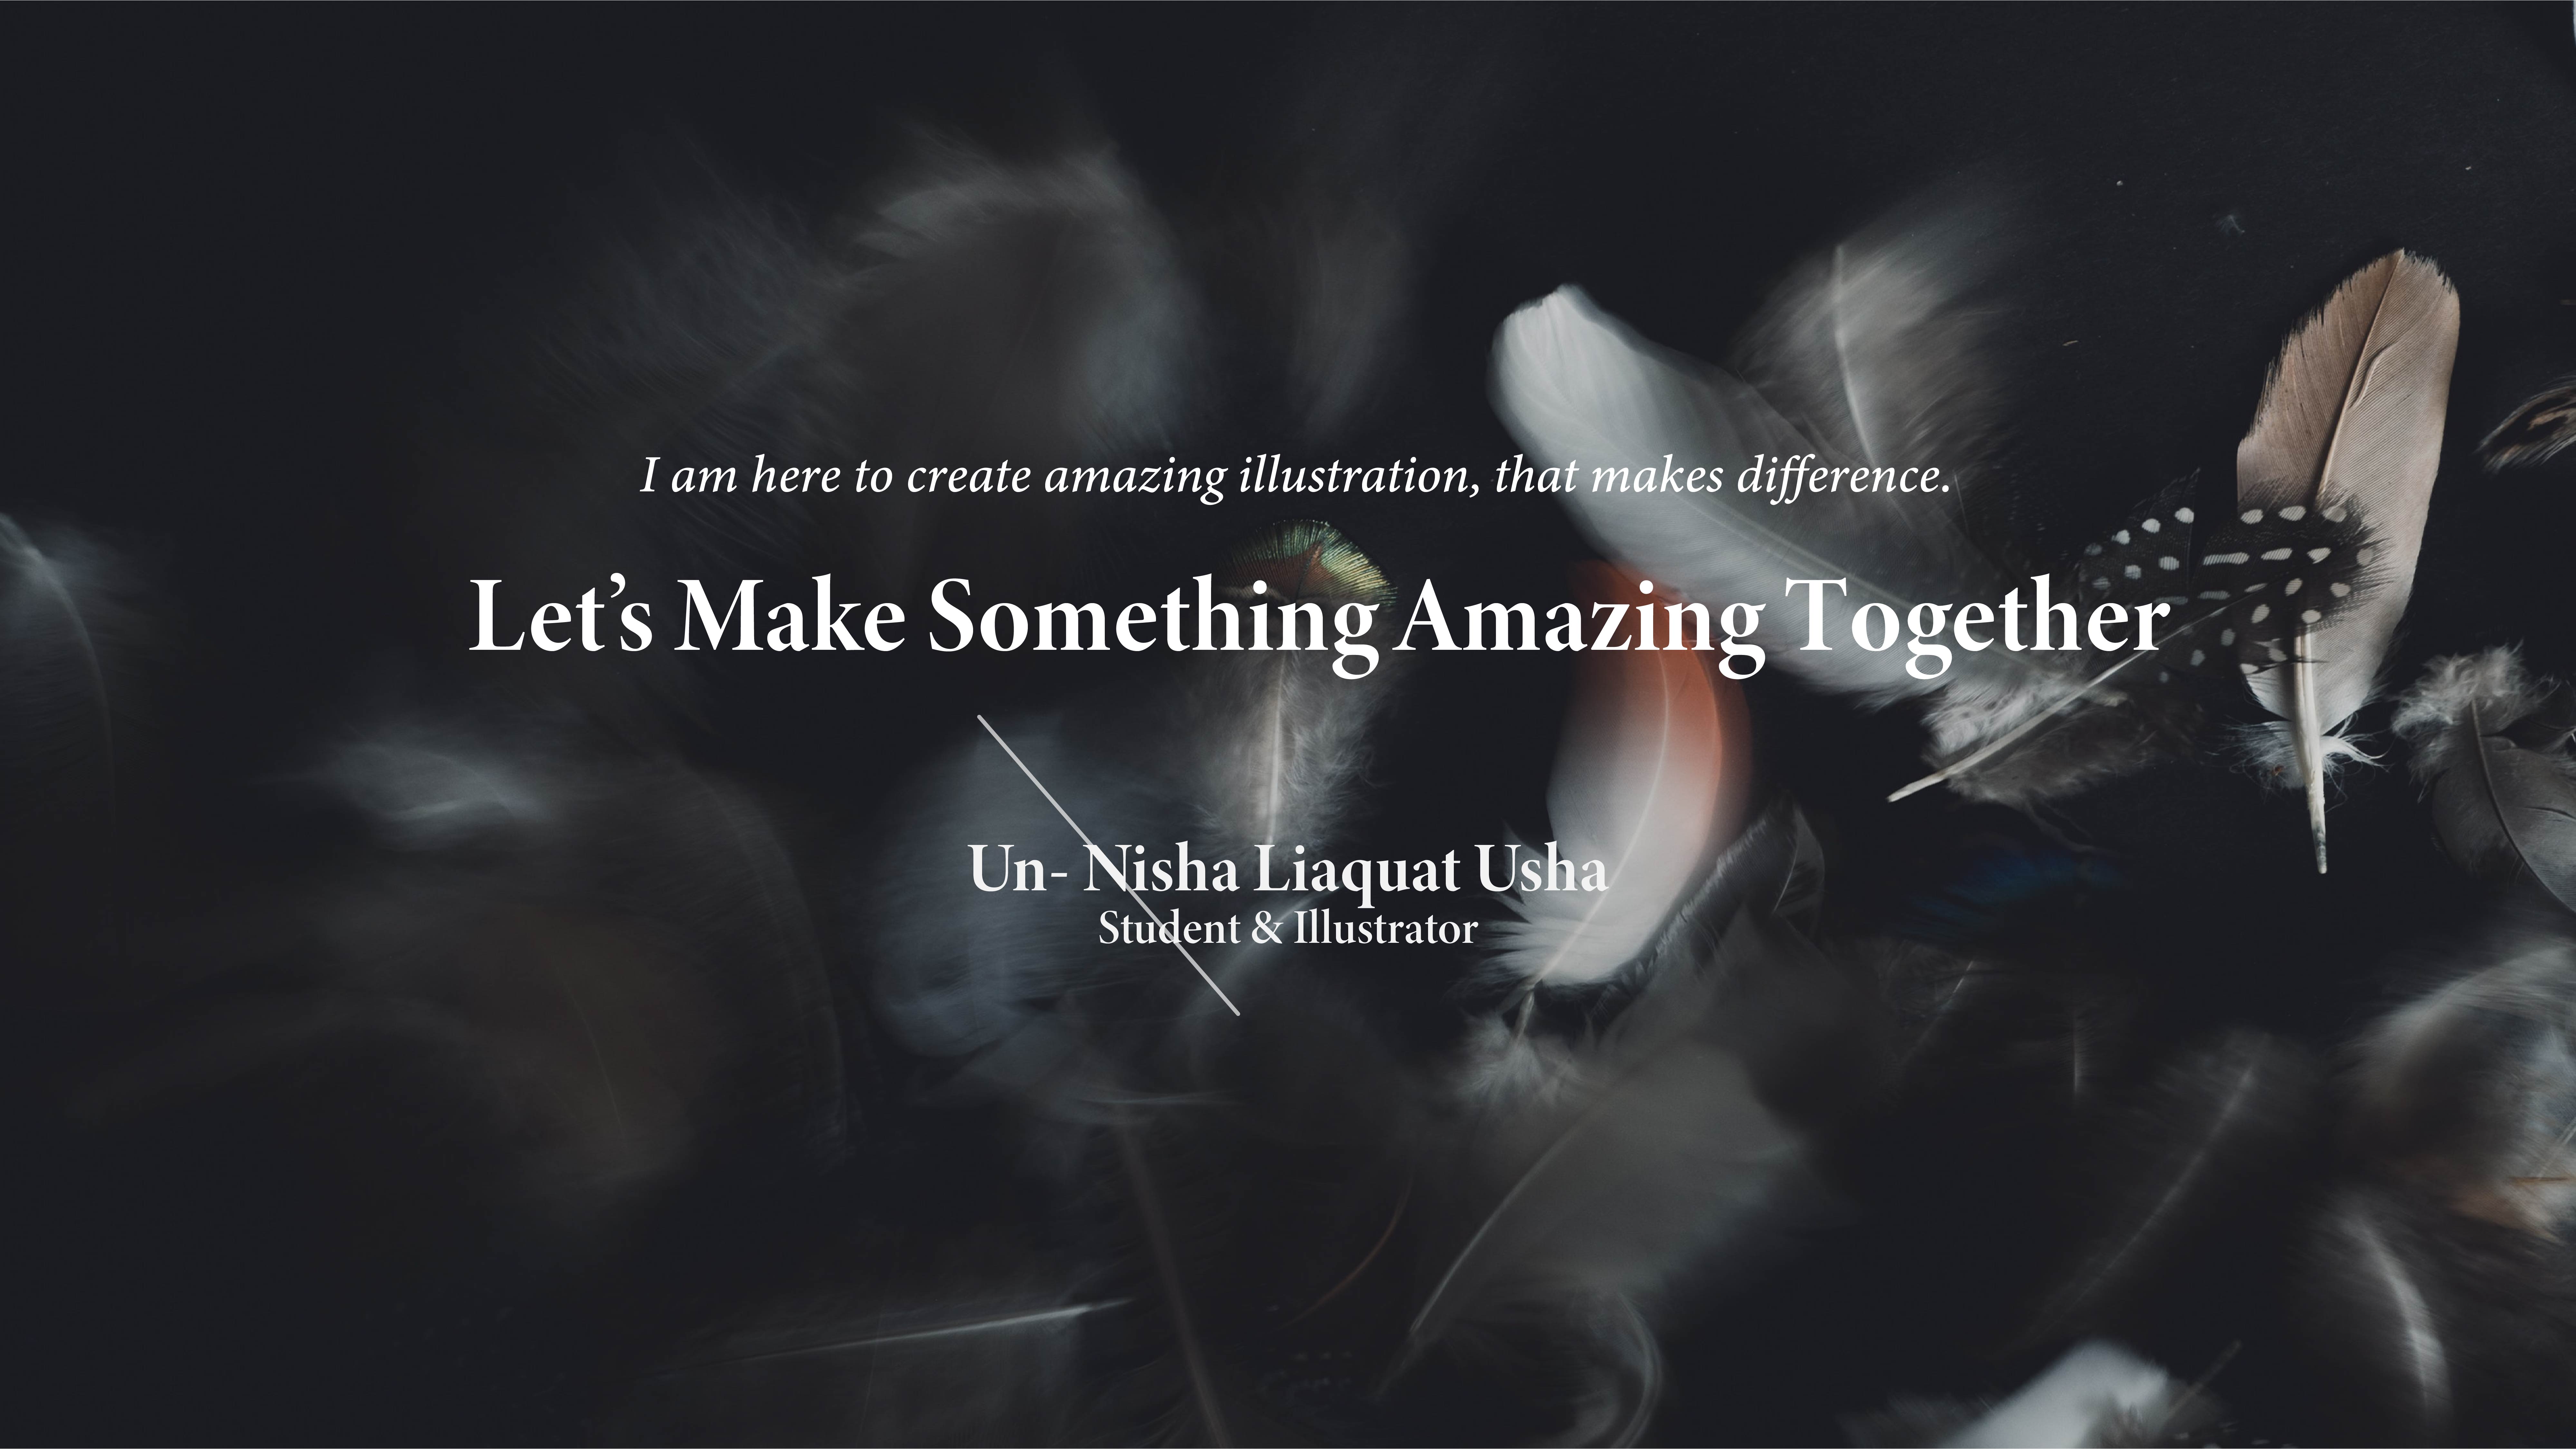 I am here to create amazing illustration, that makes difference.
Let’s Make Something Amazing Together
Un- Nisha Liaquat Usha
Student & Illustrator